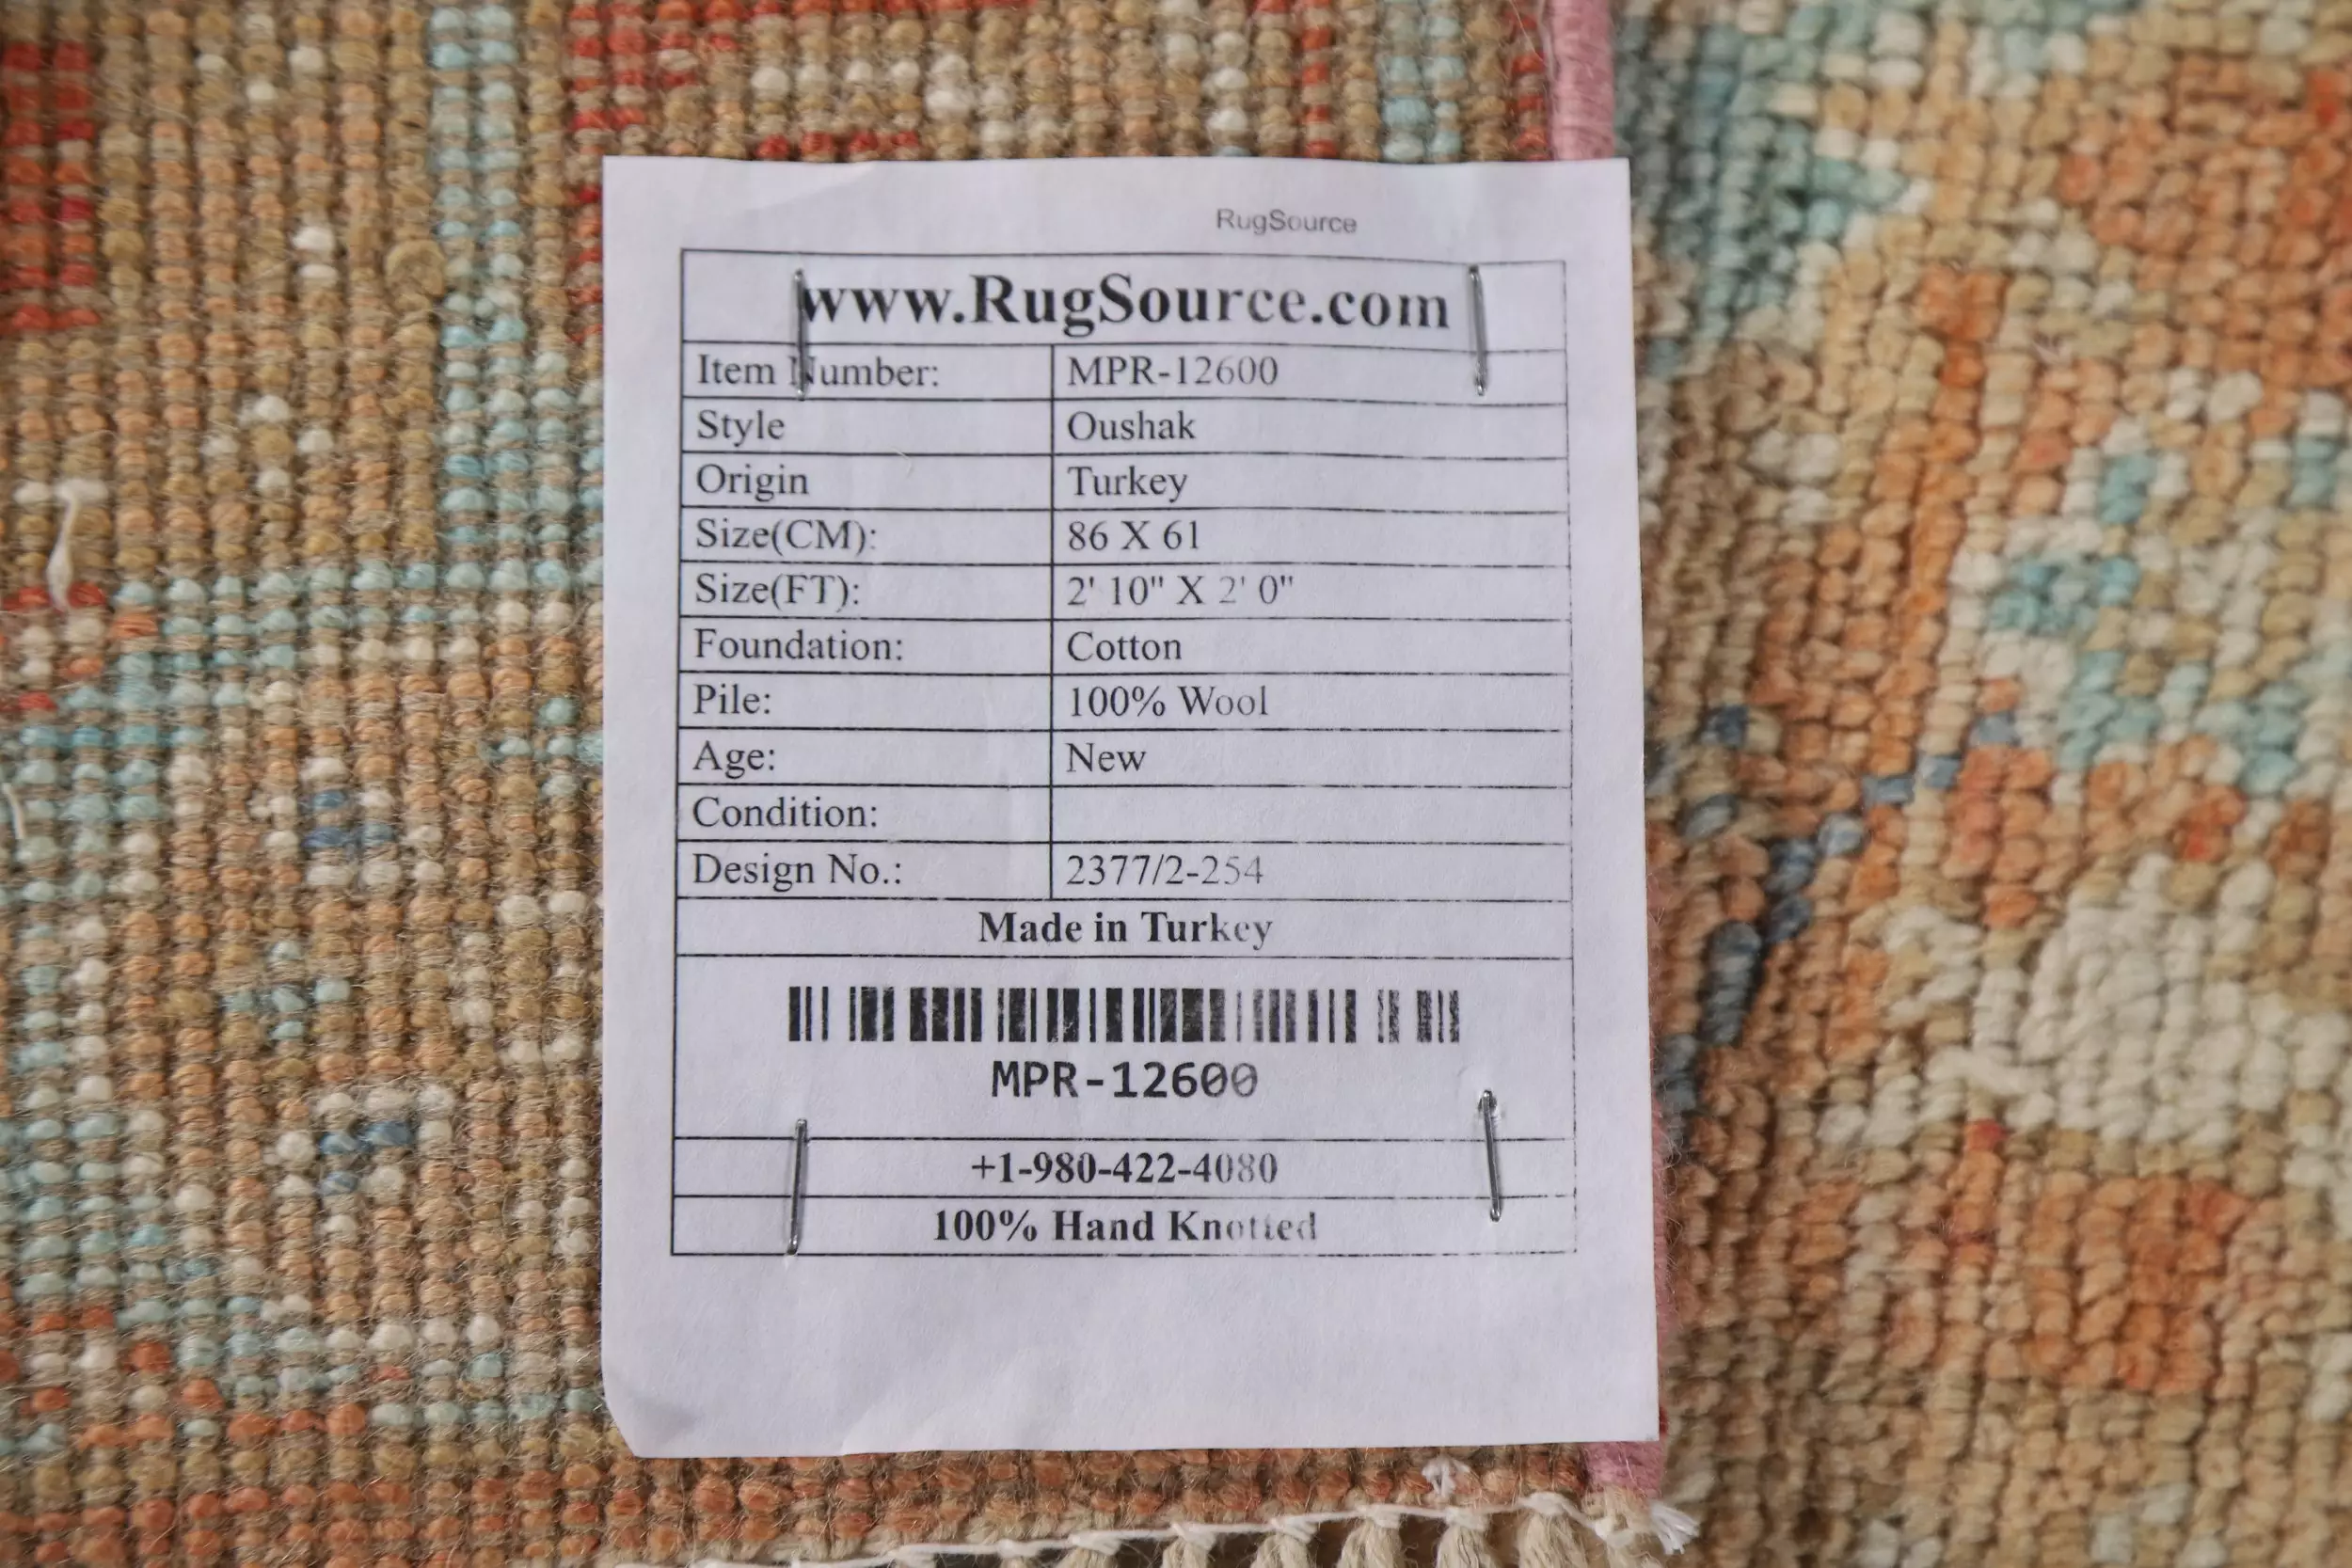 RugSource
www.RugSource.com
Item Number: MPR-12600
Style Oushak
Origin Turkey
Size(CM): 86 X 61
Size(FT): 2' 10" X 2' 0"
Foundation: Cotton
Pile: 100% Wool
Age: New
Condition:
Design No.: 2377/2-254
Made in Turkey
MPR-12600
+1-980-422-4080
100% Hand Knotted